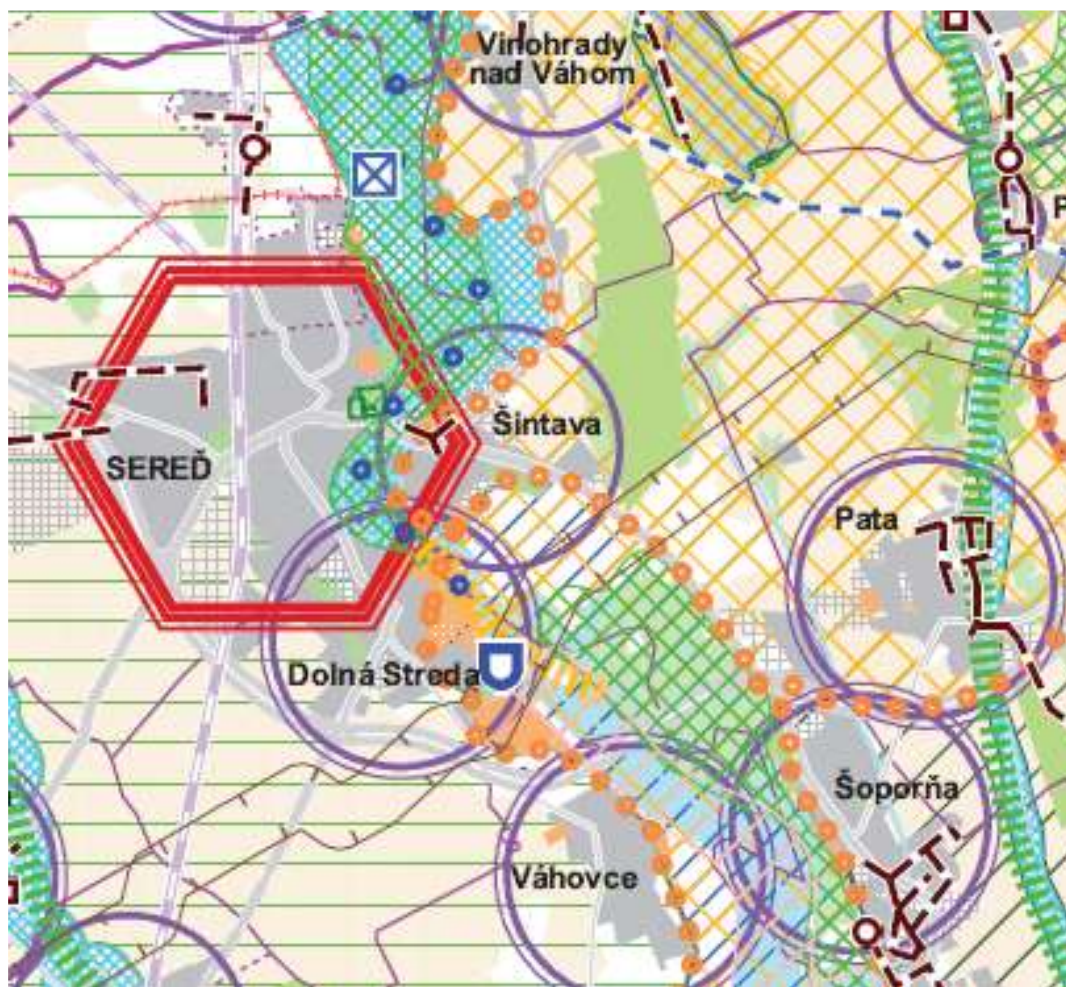 Vinohrady
nad Váhom
P
Šintava
SEREĎ
Pata
Dolná Streda
Šoporňa
Váhovce